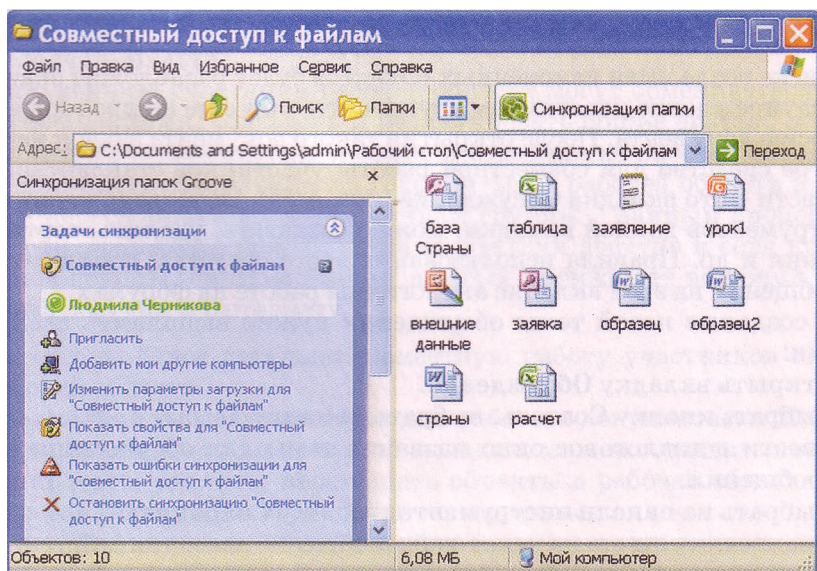 Совместный доступ к файлам
Файл Правка Вид Избранное Сервис Справка
Назад Поиск Папки Синхронизация папки
Адрес: C:\Documents and Settings\admin\Рабочий стол\Совместный доступ к файлам Переход
Синхронизация папок Groove
Задачи синхронизации
Совместный доступ к файлам
Людмила Черникова
Пригласить
Добавить мои другие компьютеры
Изменить параметры загрузки для
"Совместный доступ к файлам"
Показать свойства для "Совместный
доступ к файлам"
Показать ошибки синхронизации для
"Совместный доступ к файлам"
Остановить синхронизацию "Совместный
доступ к файлам"
база
Страны
таблица
заявление
урок1
внешние
данные
заявка
образец
образец2
страны
расчет
Объектов: 10 6,08 МБ Мой компьютер